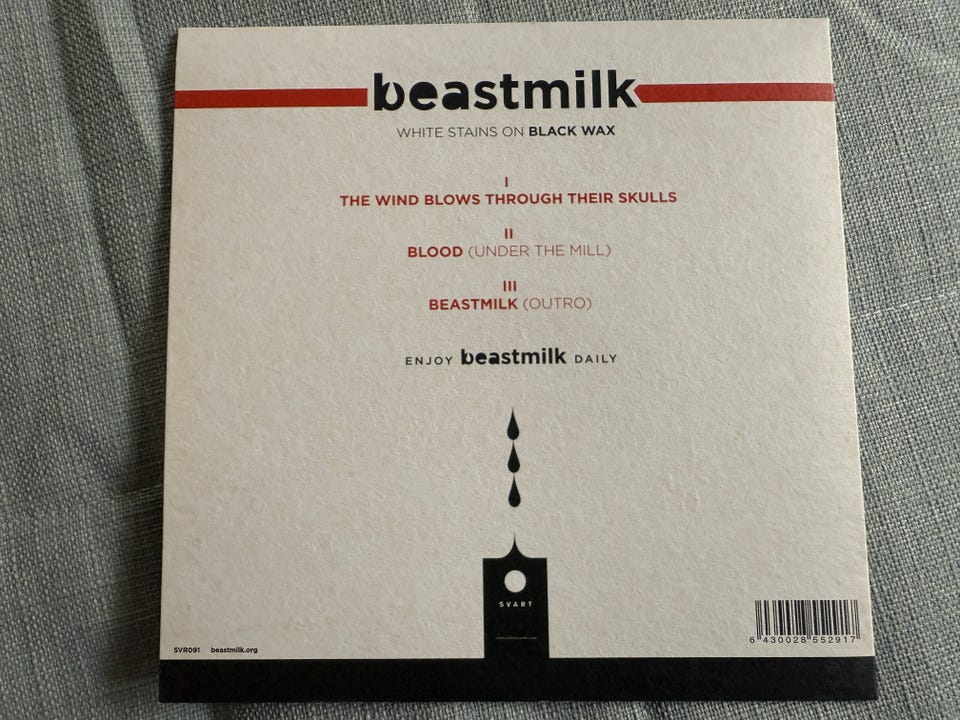 beastmilk
WHITE STAINS ON BLACK WAX
I
THE WIND BLOWS THROUGH THEIR SKULLS
II
BLOOD (UNDER THE MILL)
III
BEASTMILK (OUTRO)
ENJOY beastmilk DAILY
SVART
6 430028 552917
SVR091 beastmilk.org